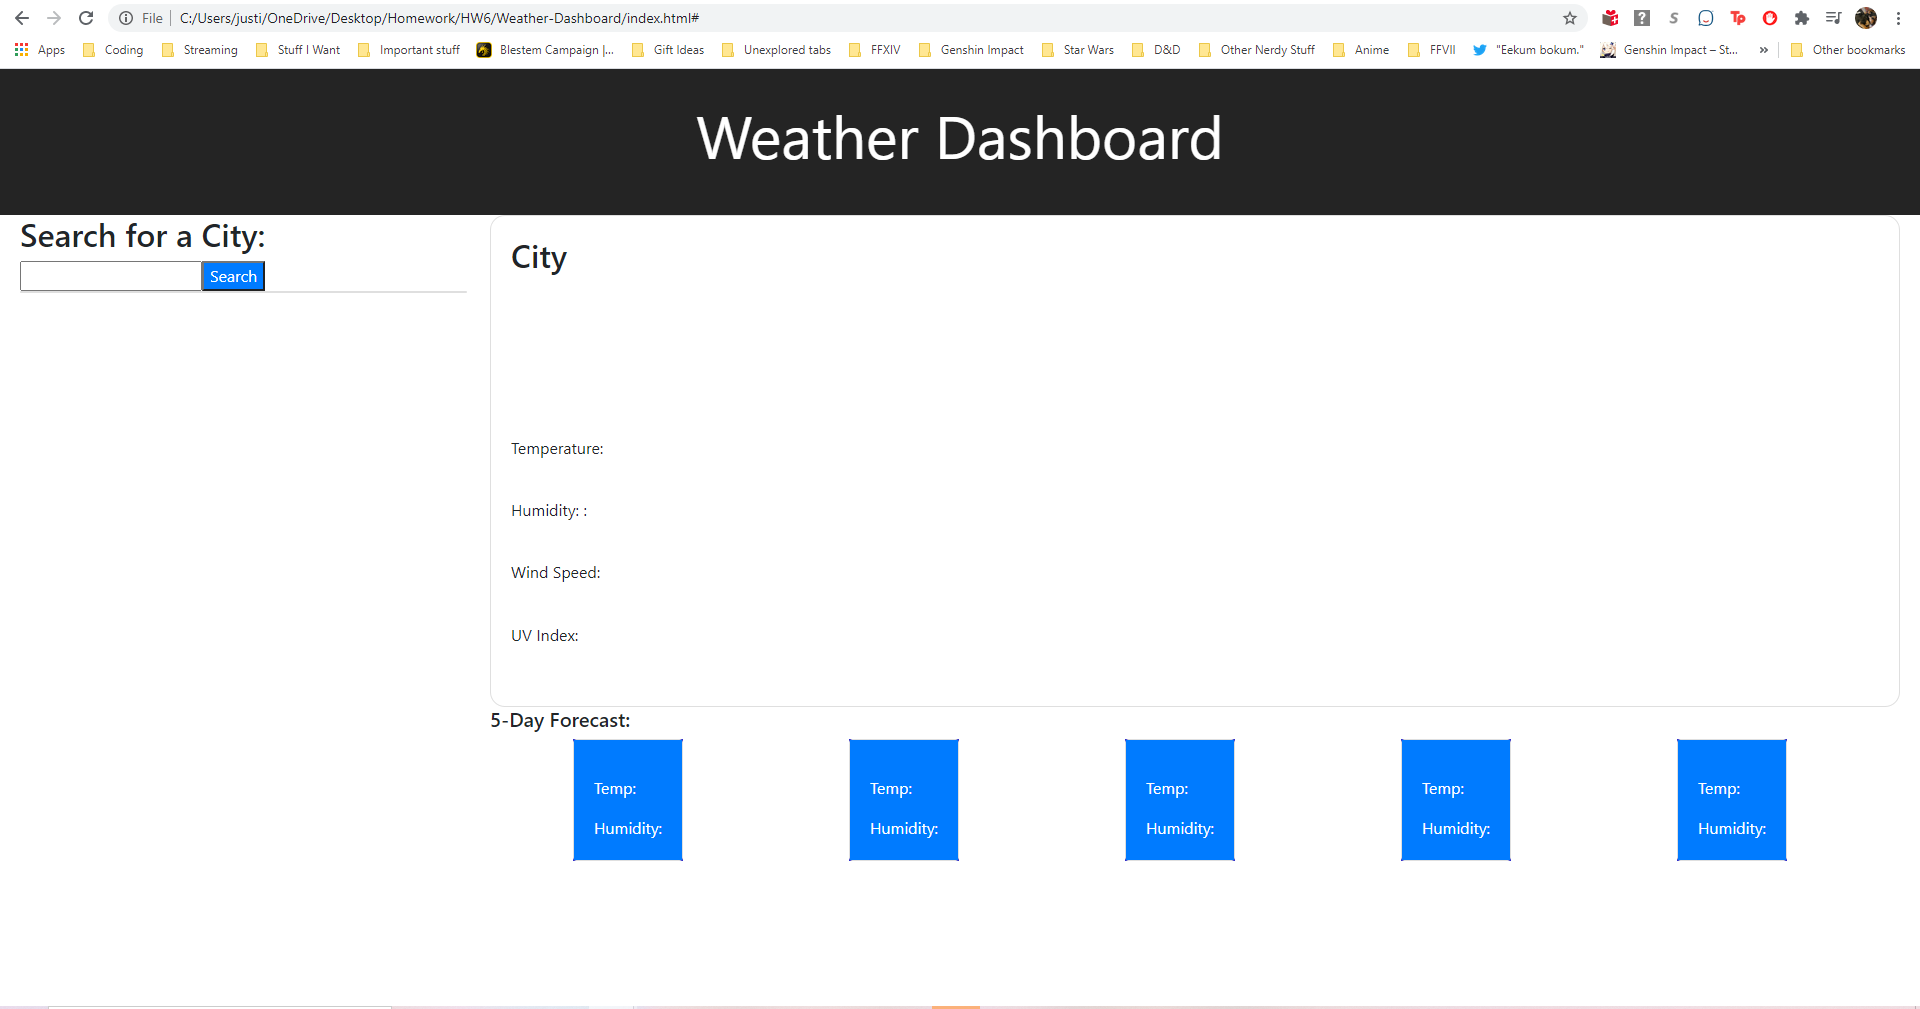 File C:/Users/justi/OneDrive/Desktop/Homework/HW6/Weather-Dashboard/index.html#
Apps Coding Streaming Stuff I Want Important stuff Blestem Campaign |... Gift Ideas Unexplored tabs FFXIV Genshin Impact Star Wars D&D Other Nerdy Stuff Anime FFVII "Eekum bokum." Genshin Impact – St... » Other bookmarks
Weather Dashboard
Search for a City:
Search
City
Temperature:
Humidity: :
Wind Speed:
UV Index:
5-Day Forecast:
Temp: Temp: Temp: Temp: Temp:
Humidity: Humidity: Humidity: Humidity: Humidity: